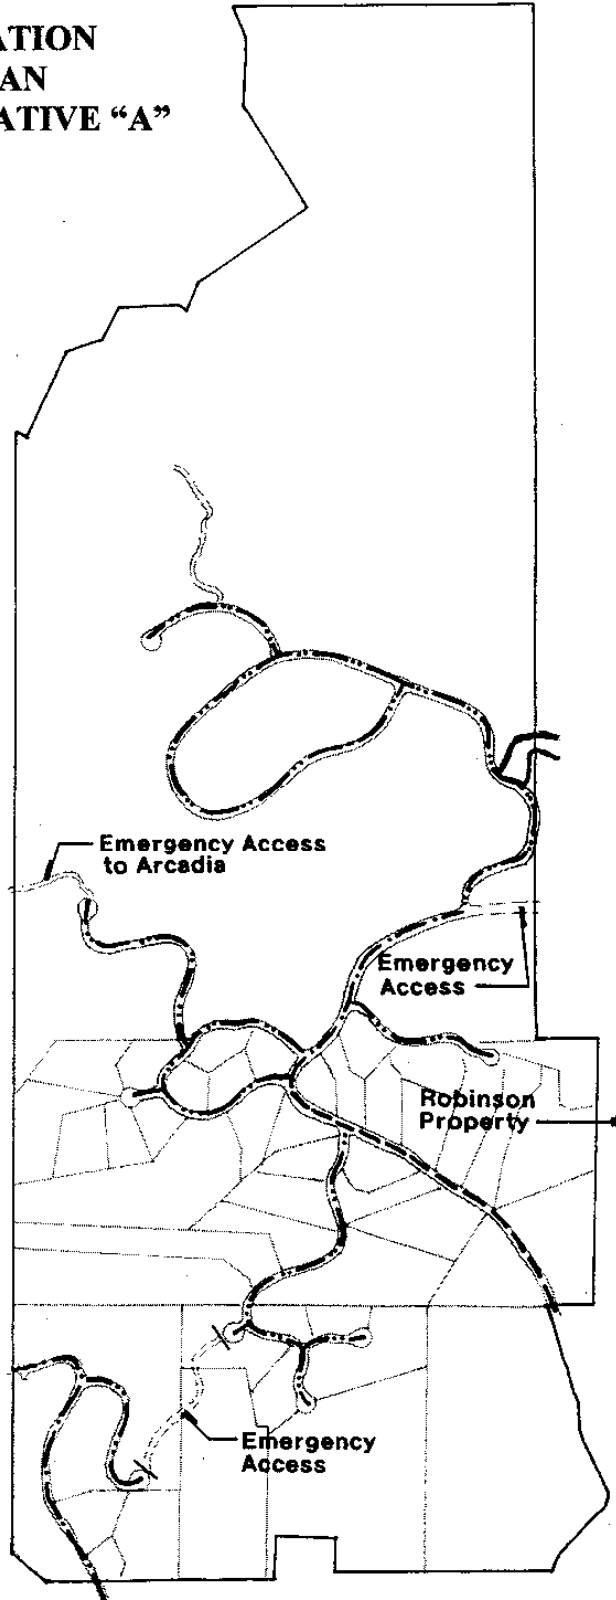 ATION
AN
ATIVE “A”
Emergency Access
to Arcadia
Emergency
Access
Robinson
Property
Emergency
Access